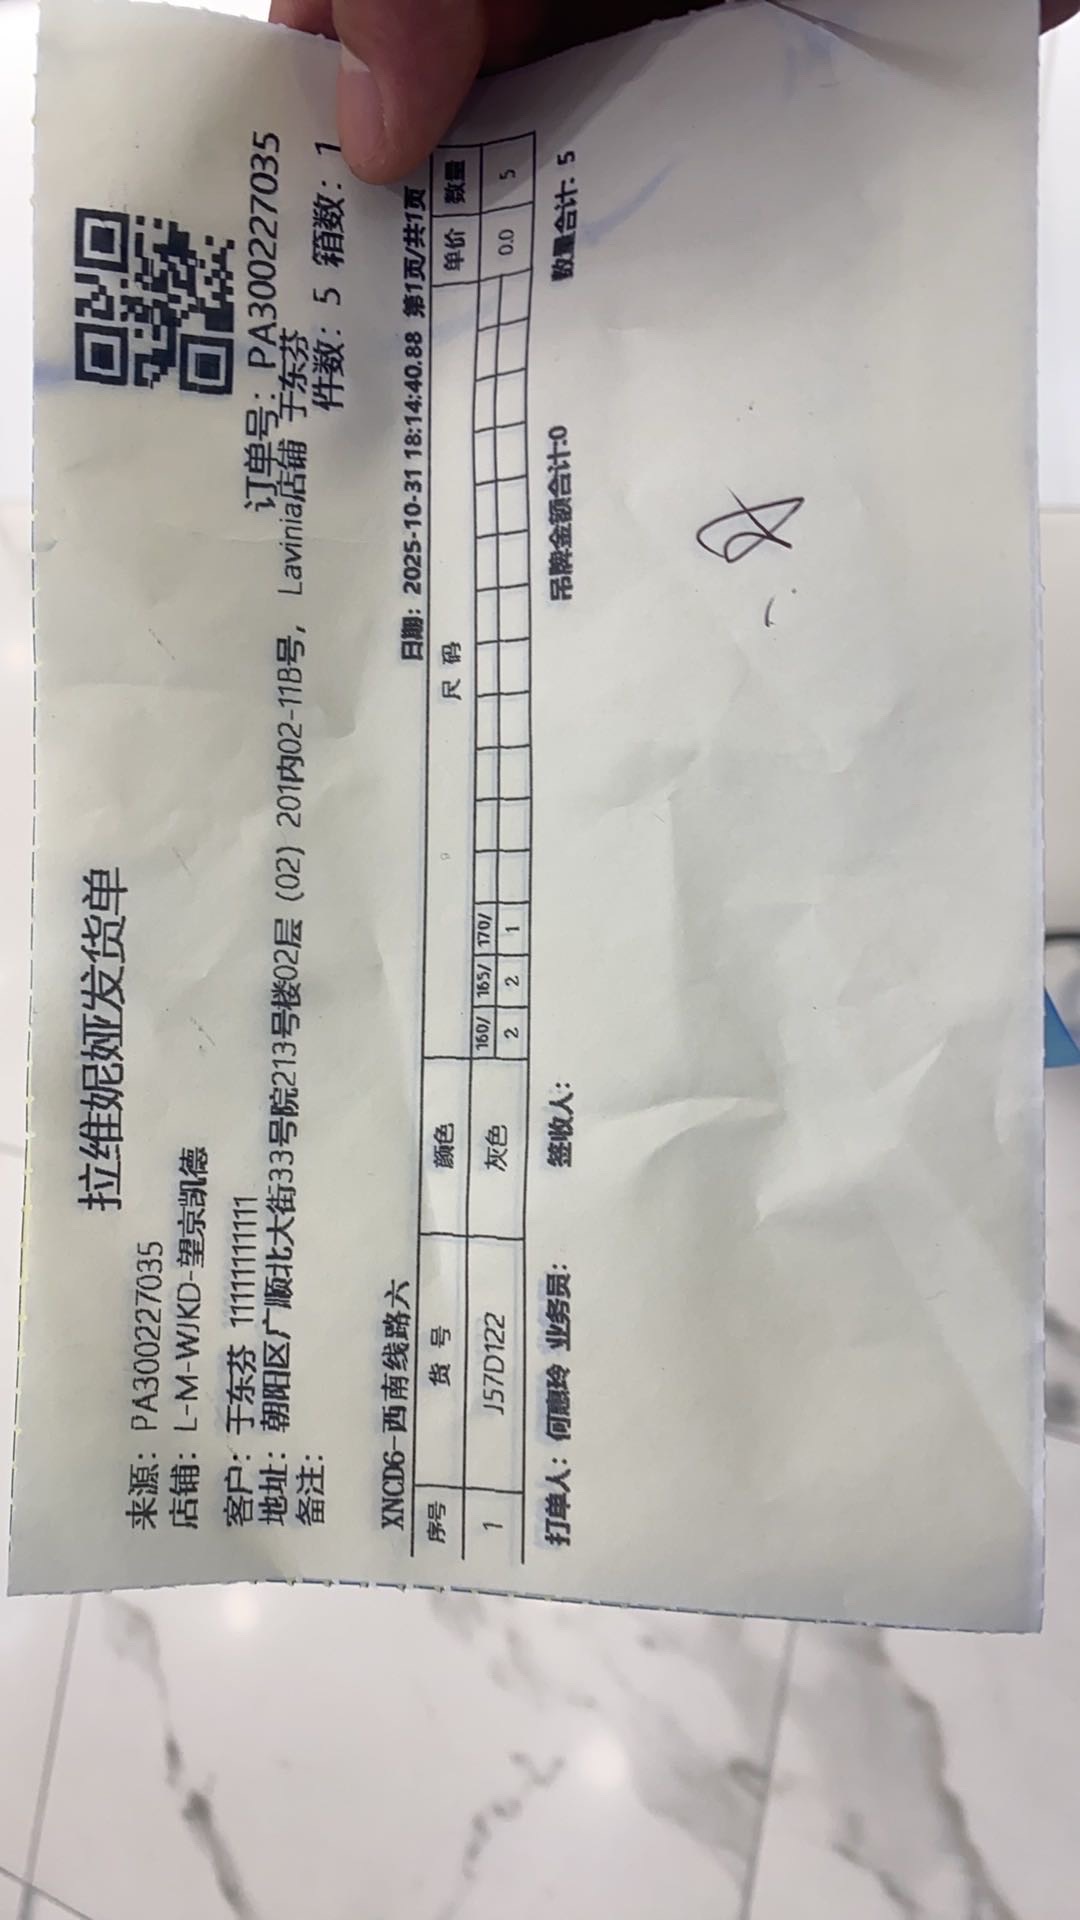 拉维妮娅发货单
来源：PA300227035
店铺：L-M-WJKD-望京凯德
订单号：PA300227035
客户：于东芬 11111111111
地址：朝阳区广顺北大街33号院213号楼02层（02）201内02-11B号，Lavinia店铺 于东芬
备注：
件数：5 箱数：1
XNCD6-西南线路六
日期：2025-10-31 18:14:40.88 第1页/共1页
序号 货号 颜色 尺码 单价 数量
160/ 165/ 170/
1 J57D122 灰色 2 2 1 0.0 5
打单人：何惠玲 业务员： 签收人： 吊牌金额合计:0 数量合计: 5